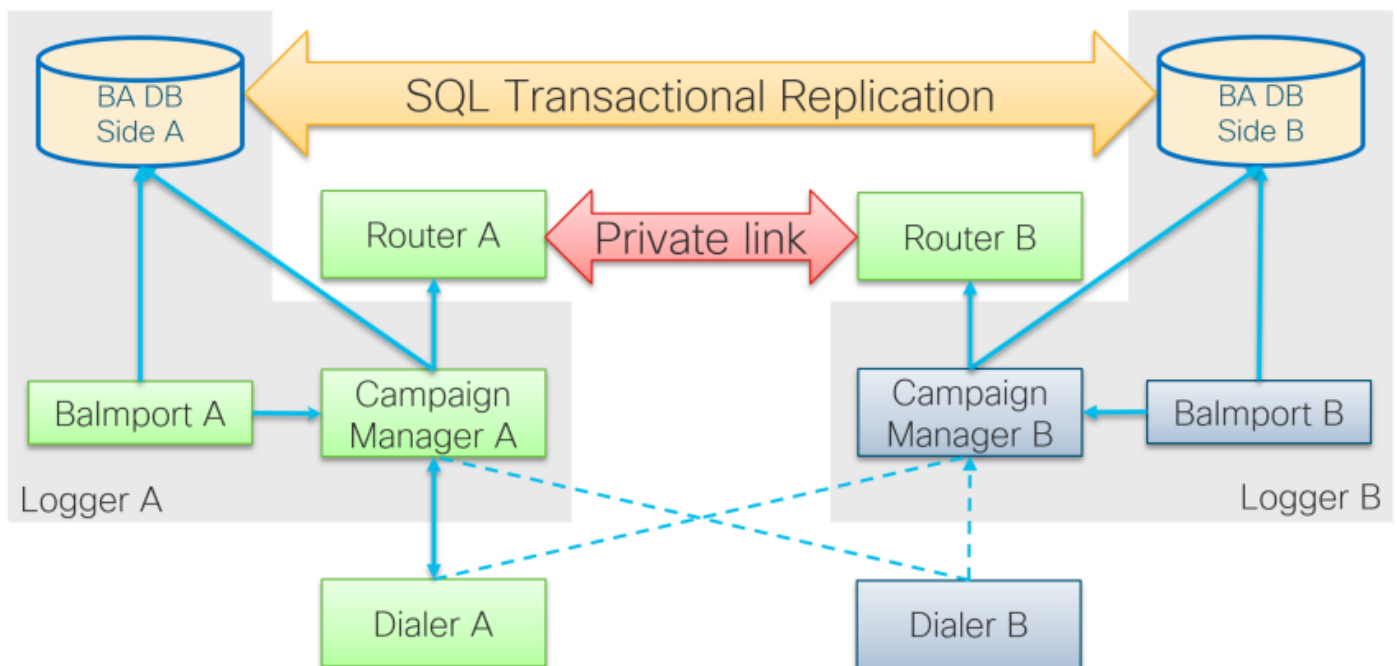 BA DB
Side A
SQL Transactional Replication
BA DB
Side B
Router A
Private link
Router B
BaImport A
Campaign
Manager A
Campaign
Manager B
BaImport B
Logger A
Logger B
Dialer A
Dialer B